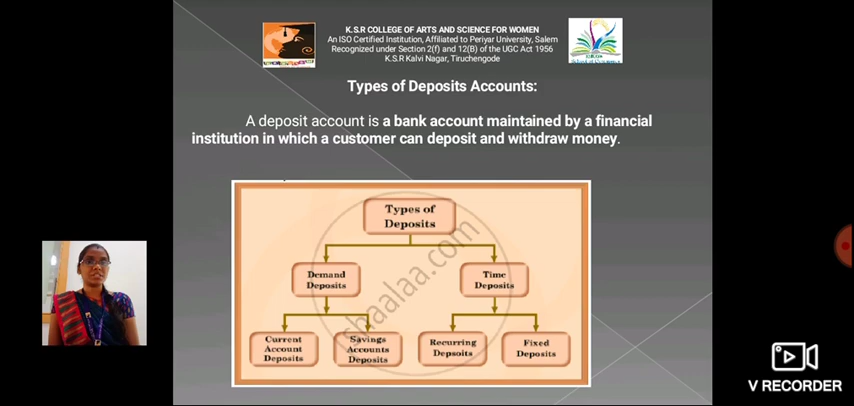 K.S.R COLLEGE OF ARTS AND SCIENCE FOR WOMEN
An ISO Certified Institution, Affiliated to Periyar University, Salem
Recognized under Section 2(f) and 12(B) of the UGC Act 1956
K.S.R Kalvi Nagar, Tiruchengode
Types of Deposits Accounts:
A deposit account is a bank account maintained by a financial
institution in which a customer can deposit and withdraw money.
Types of
Deposits
Demand
Deposits
Time
Deposits
Current
Account
Deposits
Savings
Accounts
Deposits
Recurring
Depsoits
Fixed
Deposits
shaalaa.com
V RECORDER